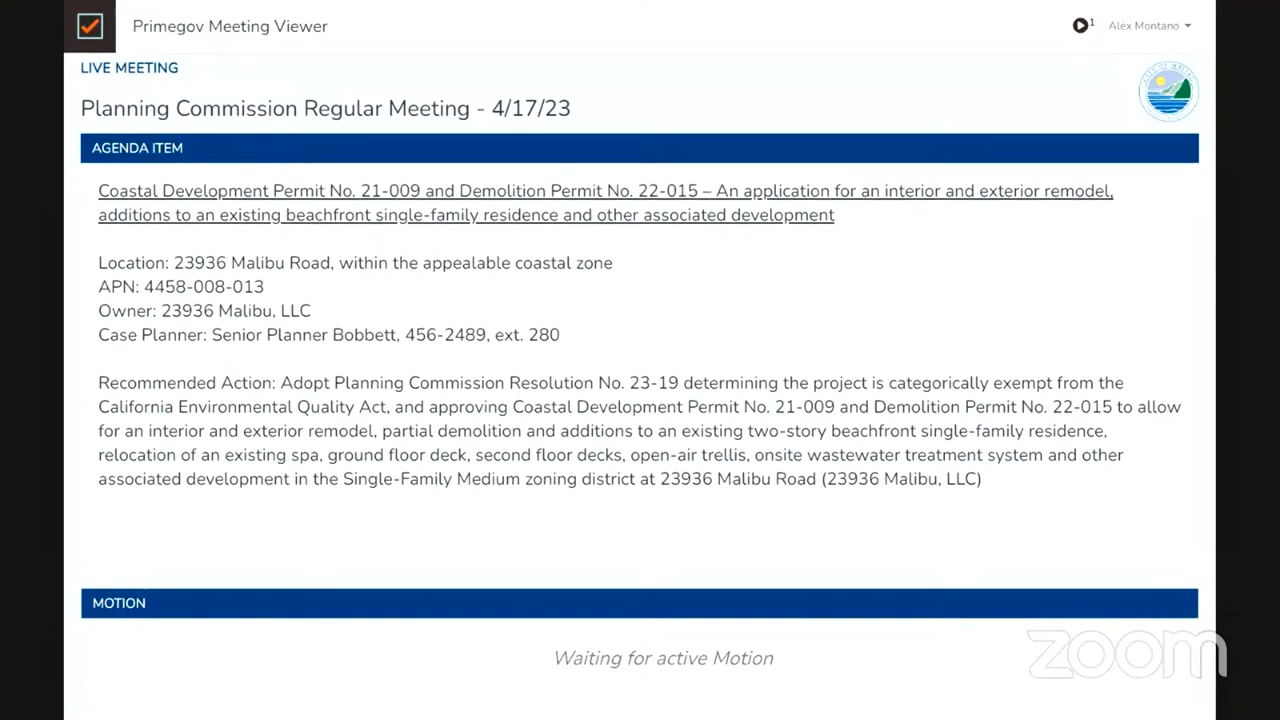 Primegov Meeting Viewer
1
Alex Montano
LIVE MEETING
Planning Commission Regular Meeting - 4/17/23
AGENDA ITEM
Coastal Development Permit No. 21-009 and Demolition Permit No. 22-015 – An application for an interior and exterior remodel,
additions to an existing beachfront single-family residence and other associated development
Location: 23936 Malibu Road, within the appealable coastal zone
APN: 4458-008-013
Owner: 23936 Malibu, LLC
Case Planner: Senior Planner Bobbett, 456-2489, ext. 280
Recommended Action: Adopt Planning Commission Resolution No. 23-19 determining the project is categorically exempt from the
California Environmental Quality Act, and approving Coastal Development Permit No. 21-009 and Demolition Permit No. 22-015 to allow
for an interior and exterior remodel, partial demolition and additions to an existing two-story beachfront single-family residence,
relocation of an existing spa, ground floor deck, second floor decks, open-air trellis, onsite wastewater treatment system and other
associated development in the Single-Family Medium zoning district at 23936 Malibu Road (23936 Malibu, LLC)
MOTION
Waiting for active Motion
zoom